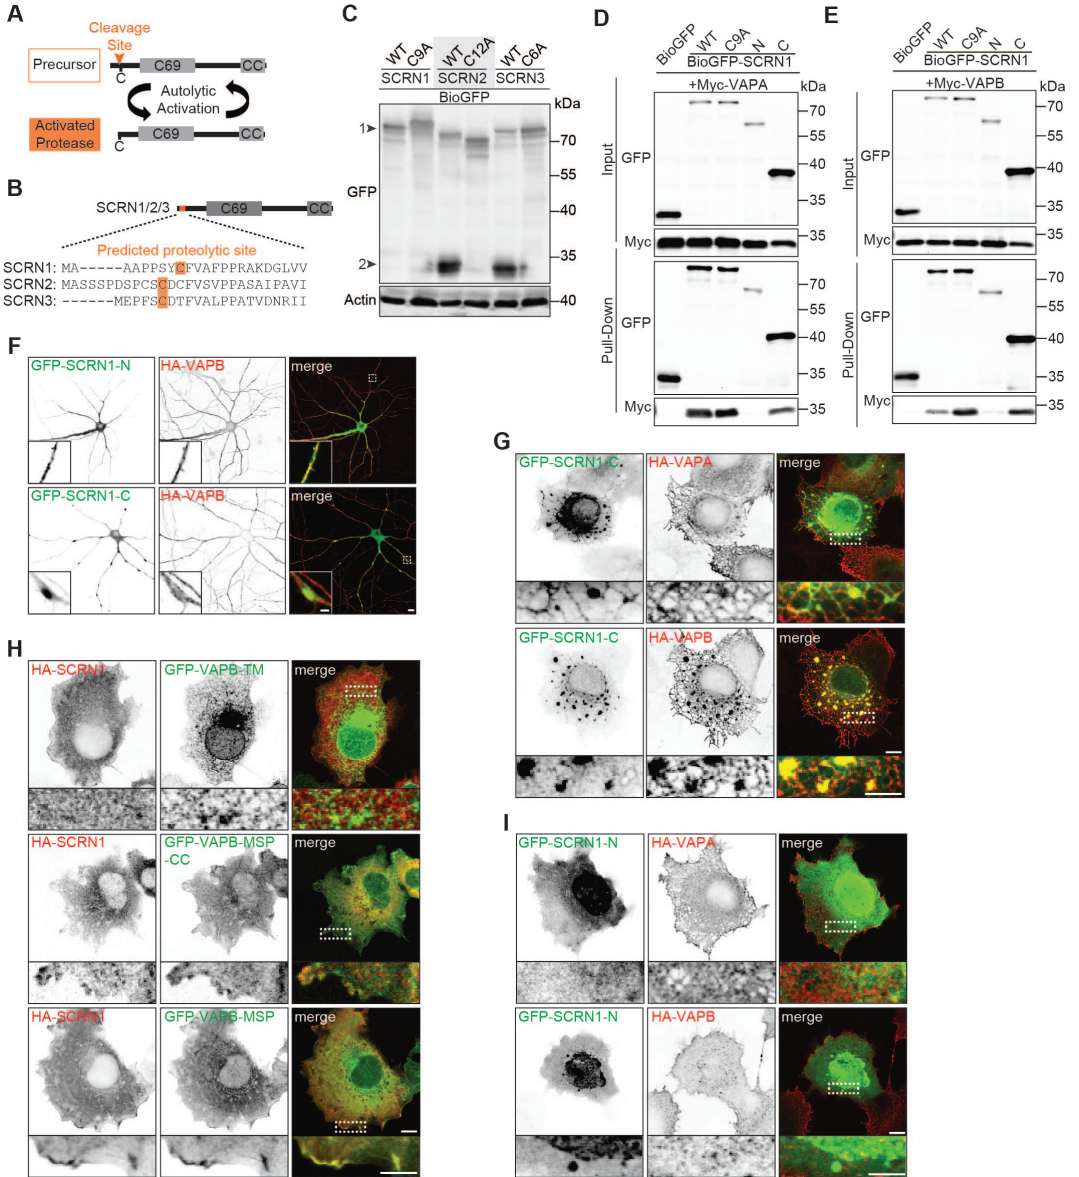 A
Cleavage
Site
Precursor
C
C69
CC
Autolytic
Activation
Activated
Protease
C
C69
CC
B
SCRN1/2/3
C69
CC
Predicted proteolytic site
SCRN1: MA------AAPPSYCFVAFPPRAKDGLVV
SCRN2: MASSSPDSPCSCDCFVSVPPASAIPAVI
SCRN3: ------MEPFSCDTFVALPPATVDNRII
C
WT C9A WT C12A WT C6A
SCRN1 SCRN2 SCRN3
BioGFP
kDa
1
70
55
GFP
40
35
2
Actin
40
D
BioGFP WT C9A N C
BioGFP-SCRN1
+Myc-VAPA
kDa
Input
GFP
70
55
40
35
Myc
35
Pull-Down
GFP
70
55
40
35
Myc
35
E
BioGFP WT C9A N C
BioGFP-SCRN1
+Myc-VAPB
kDa
Input
GFP
70
55
40
35
Myc
35
Pull-Down
GFP
70
55
40
35
Myc
35
F
GFP-SCRN1-N HA-VAPB merge
GFP-SCRN1-C HA-VAPB merge
G
GFP-SCRN1-C HA-VAPA merge
GFP-SCRN1-C HA-VAPB merge
H
HA-SCRN1 GFP-VAPB-TM merge
HA-SCRN1 GFP-VAPB-MSP merge
-CC
HA-SCRN1 GFP-VAPB-MSP merge
I
GFP-SCRN1-N HA-VAPA merge
GFP-SCRN1-N HA-VAPB merge